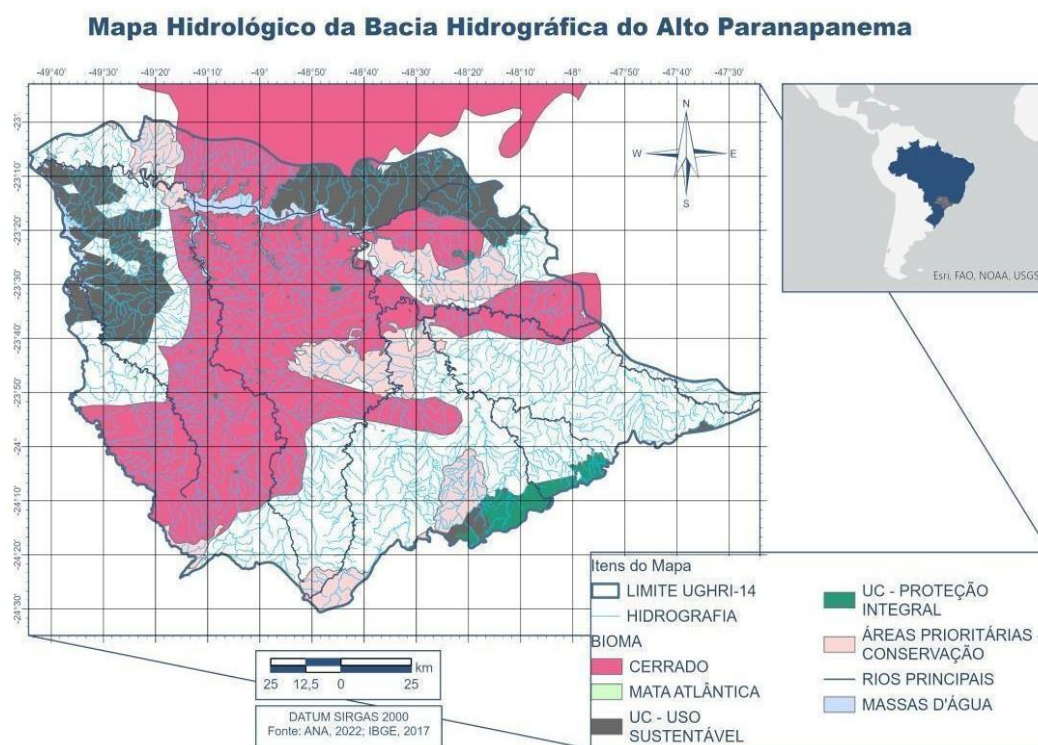 Mapa Hidrológico da Bacia Hidrográfica do Alto Paranapanema
-49°40' -49°30' -49°20' -49°10' -49° -48°50' -48°40' -48°30' -48°20' -48°10' -48° -47°50' -47°40' -47°30'
-23°
-23°10'
-23°20'
-23°30'
-23°40'
-23°50'
-24°
-24°10'
-24°20'
-24°30'
N
W E
S
Esri, FAO, NOAA, USGS
Itens do Mapa
LIMITE UGHRI-14
HIDROGRAFIA
BIOMA
CERRADO
MATA ATLÂNTICA
UC - USO
SUSTENTÁVEL
UC - PROTEÇÃO
INTEGRAL
ÁREAS PRIORITÁRIAS -
CONSERVAÇÃO
RIOS PRINCIPAIS
MASSAS D'ÁGUA
km
25 12,5 0 25
DATUM SIRGAS 2000
Fonte: ANA, 2022; IBGE, 2017